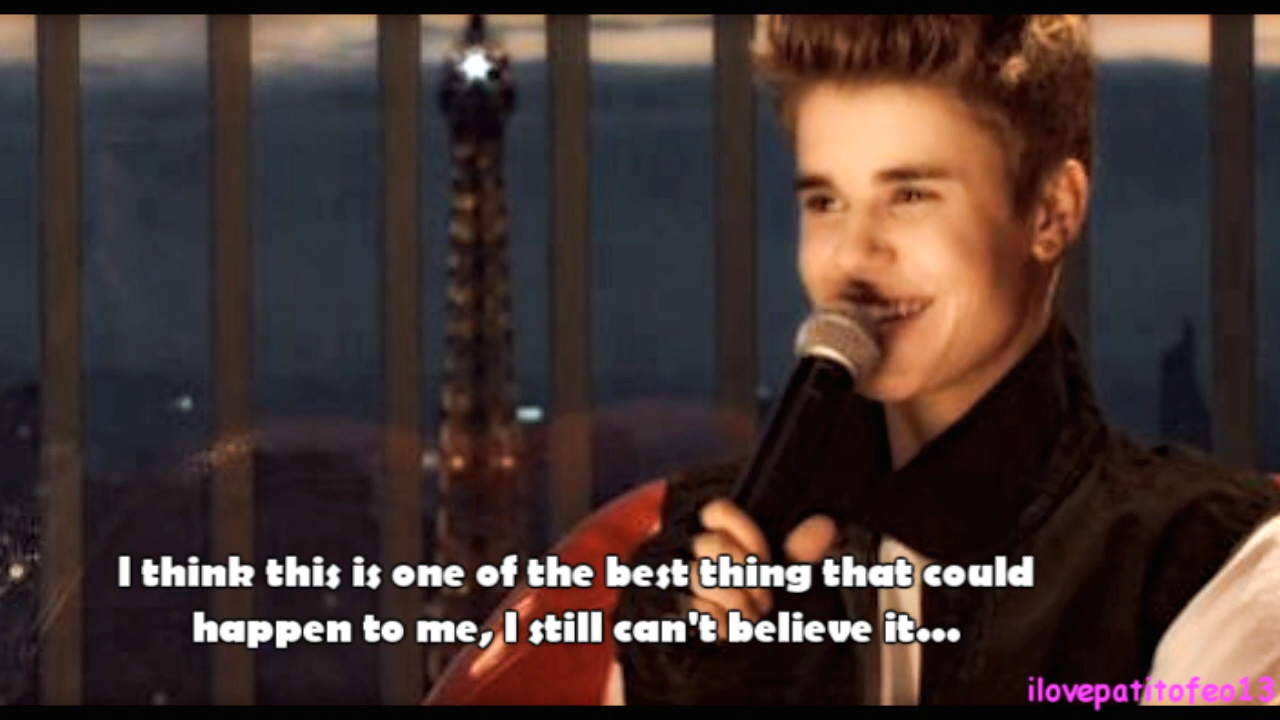 I think this is one of the best thing that could
happen to me, I still can't believe it...
ilovepatitofeo13